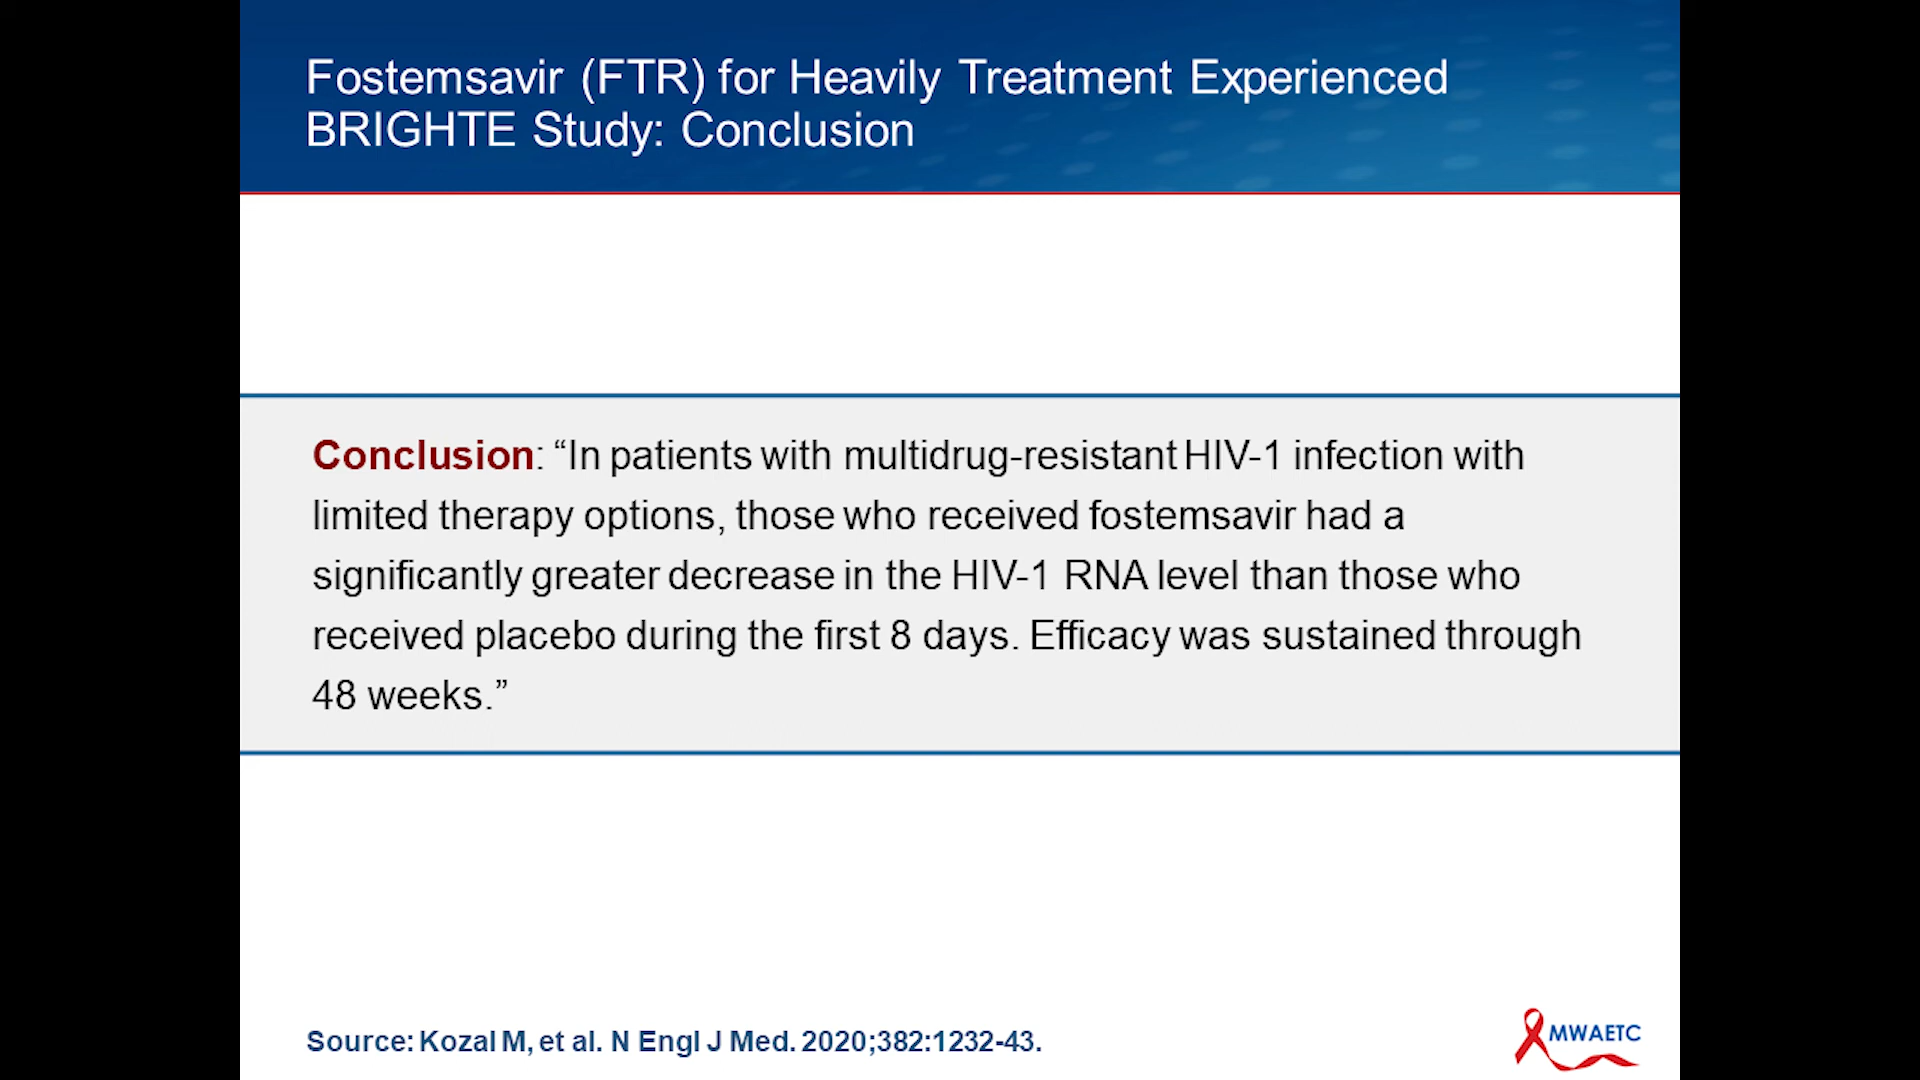 Fostemsavir (FTR) for Heavily Treatment Experienced
BRIGHTE Study: Conclusion
Conclusion: “In patients with multidrug-resistant HIV-1 infection with
limited therapy options, those who received fostemsavir had a
significantly greater decrease in the HIV-1 RNA level than those who
received placebo during the first 8 days. Efficacy was sustained through
48 weeks.”
Source: Kozal M, et al. N Engl J Med. 2020;382:1232-43.
MWAETC